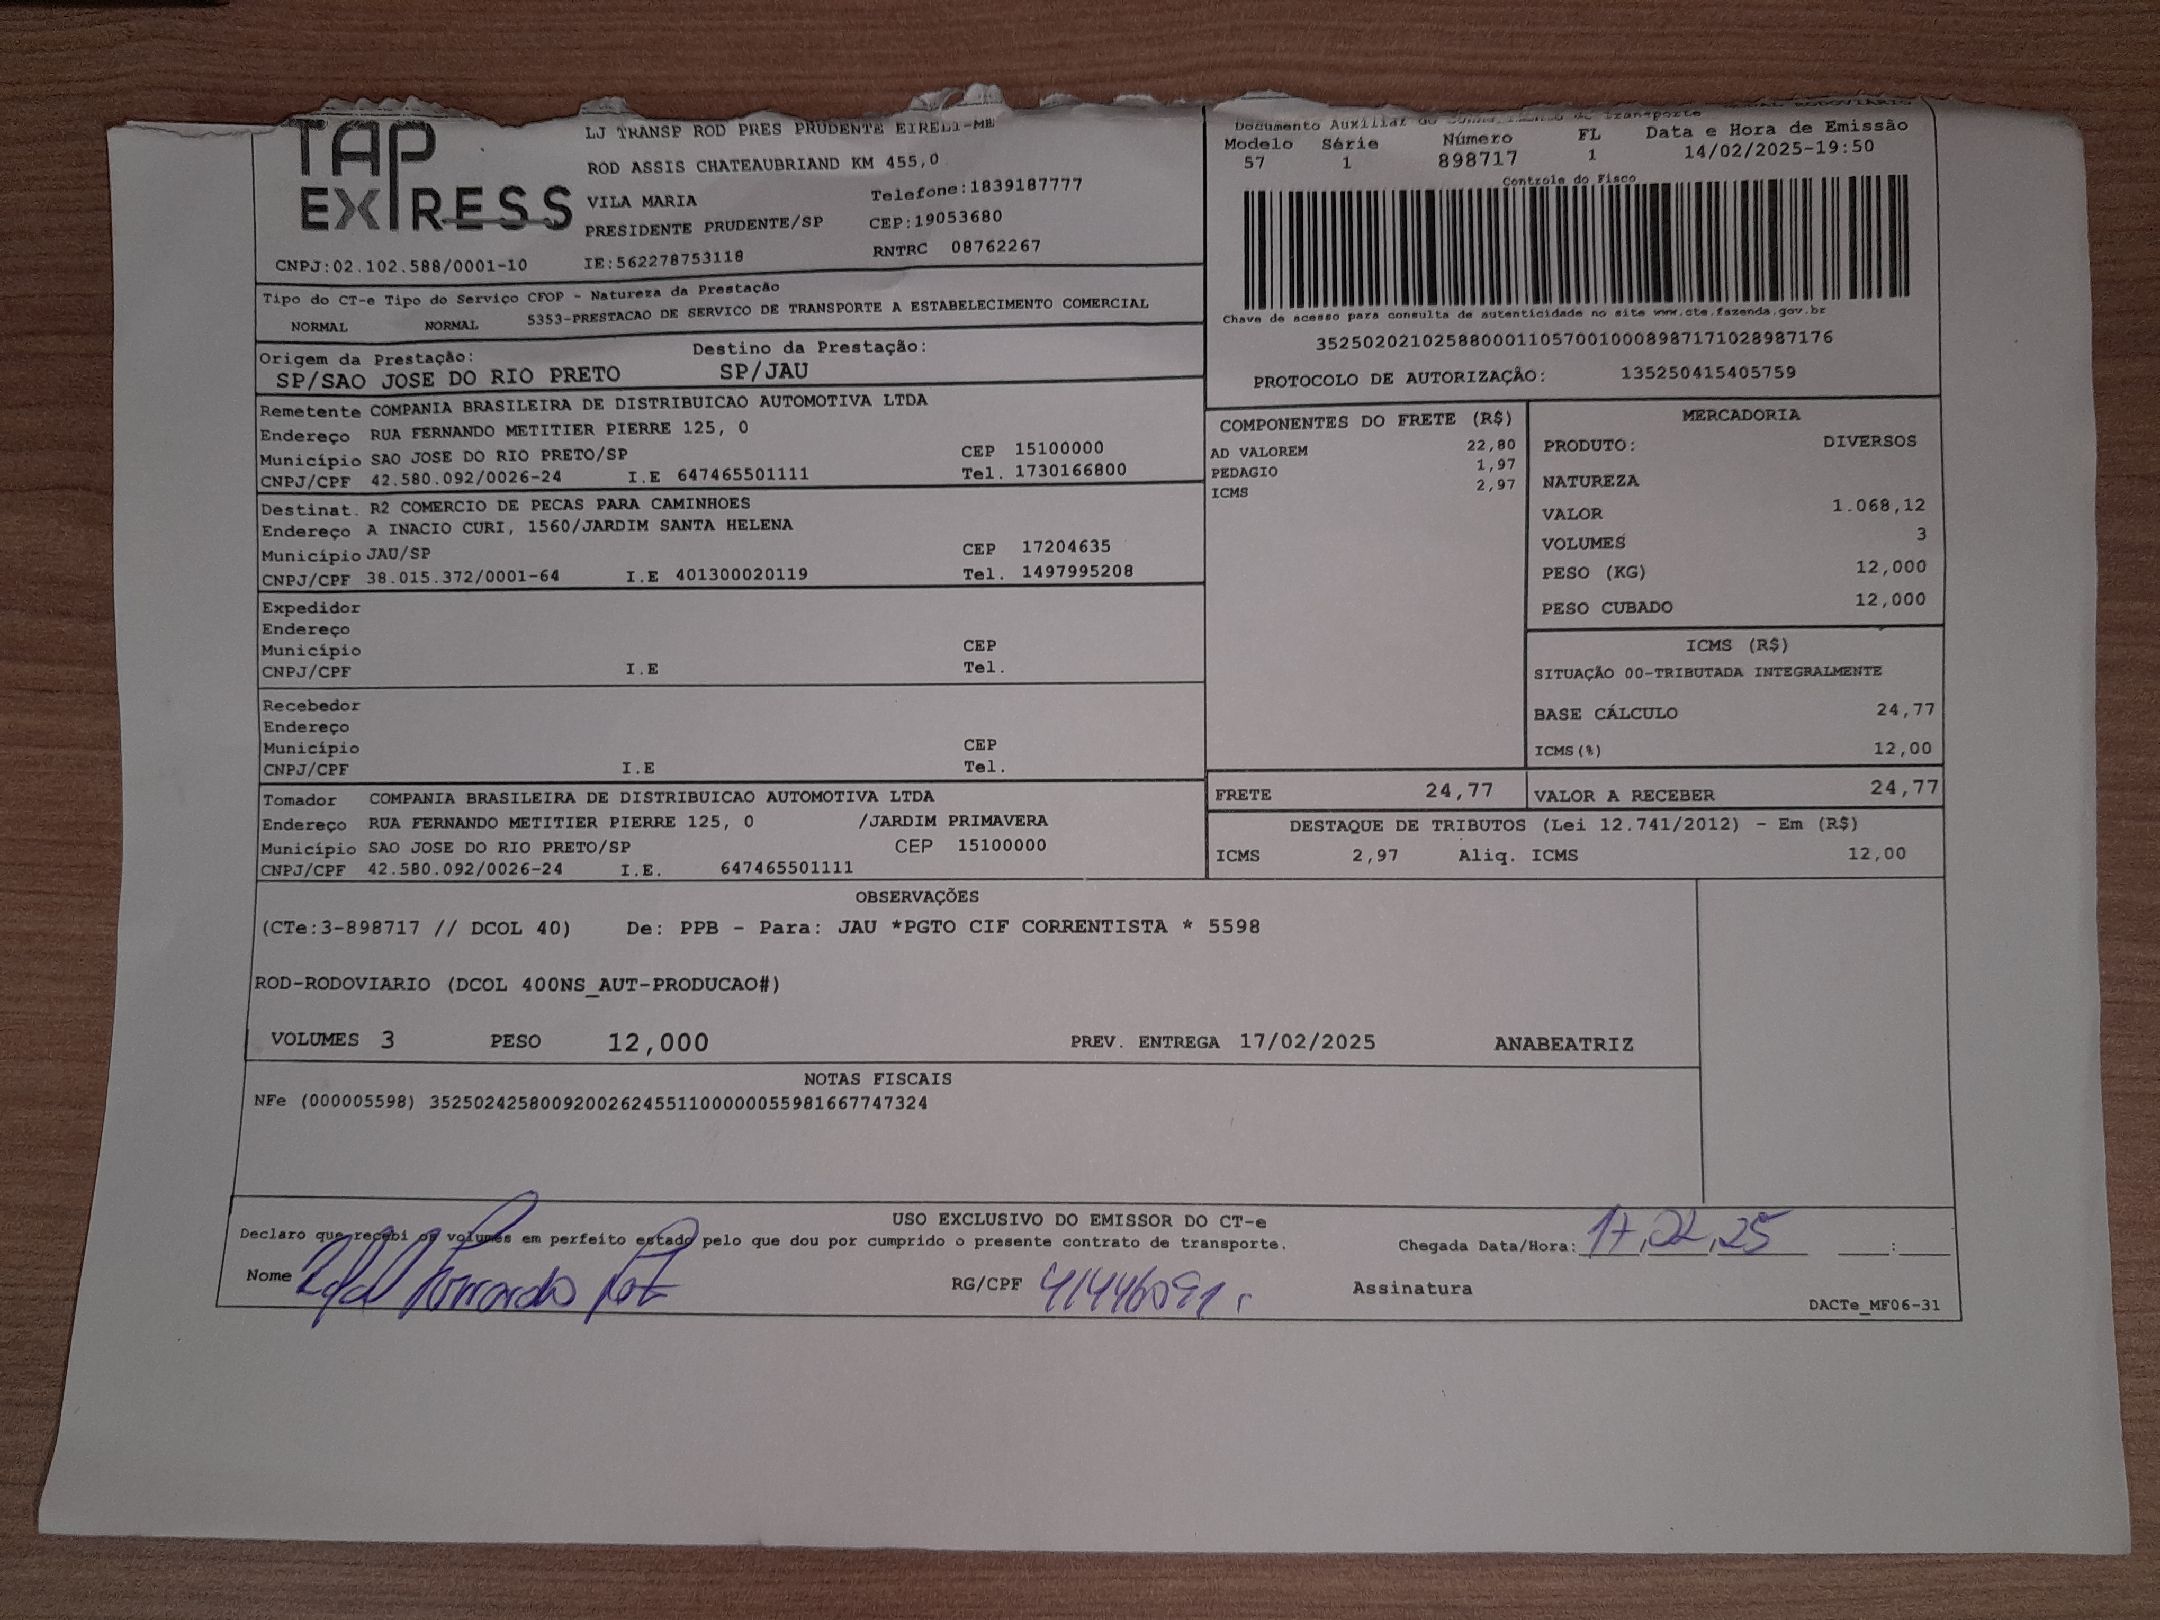 TAP
EXPRESS
LJ TRANSP ROD PRES PRUDENTE EIRELI-ME
ROD ASSIS CHATEAUBRIAND KM 455,0
VILA MARIA Telefone:1839187777
PRESIDENTE PRUDENTE/SP CEP:19053680
CNPJ:02.102.588/0001-10 IE:562278753118 RNTRC 08762267
Documento Auxiliar do Conhecimento de Transporte
Modelo Série Número FL Data e Hora de Emissão
57 1 898717 1 14/02/2025-19:50
Controle do Fisco
Chave de acesso para consulta de autenticidade no site www.cte.fazenda.gov.br
35250202102588000110570010008987171028987176
PROTOCOLO DE AUTORIZAÇÃO: 135250415405759
Tipo do CT-e Tipo do Serviço CFOP - Natureza da Prestação
NORMAL NORMAL 5353-PRESTACAO DE SERVICO DE TRANSPORTE A ESTABELECIMENTO COMERCIAL
Origem da Prestação: Destino da Prestação:
SP/SAO JOSE DO RIO PRETO SP/JAU
Remetente COMPANIA BRASILEIRA DE DISTRIBUICAO AUTOMOTIVA LTDA
Endereço RUA FERNANDO METITIER PIERRE 125, 0
Município SAO JOSE DO RIO PRETO/SP CEP 15100000
CNPJ/CPF 42.580.092/0026-24 I.E 647465501111 Tel. 1730166800
Destinat. R2 COMERCIO DE PECAS PARA CAMINHOES
Endereço A INACIO CURI, 1560/JARDIM SANTA HELENA
Município JAU/SP CEP 17204635
CNPJ/CPF 38.015.372/0001-64 I.E 401300020119 Tel. 1497995208
Expedidor
Endereço
Município CEP
CNPJ/CPF I.E Tel.
Recebedor
Endereço
Município CEP
CNPJ/CPF I.E Tel.
Tomador COMPANIA BRASILEIRA DE DISTRIBUICAO AUTOMOTIVA LTDA
Endereço RUA FERNANDO METITIER PIERRE 125, 0 /JARDIM PRIMAVERA
Município SAO JOSE DO RIO PRETO/SP CEP 15100000
CNPJ/CPF 42.580.092/0026-24 I.E. 647465501111
COMPONENTES DO FRETE (R$)
AD VALOREM 22,80
PEDAGIO 1,97
ICMS 2,97
MERCADORIA
PRODUTO: DIVERSOS
NATUREZA
VALOR 1.068,12
VOLUMES 3
PESO (KG) 12,000
PESO CUBADO 12,000
ICMS (R$)
SITUAÇÃO 00-TRIBUTADA INTEGRALMENTE
BASE CÁLCULO 24,77
ICMS(%) 12,00
FRETE 24,77 VALOR A RECEBER 24,77
DESTAQUE DE TRIBUTOS (Lei 12.741/2012) - Em (R$)
ICMS 2,97 Aliq. ICMS 12,00
OBSERVAÇÕES
(CTe:3-898717 // DCOL 40) De: PPB - Para: JAU *PGTO CIF CORRENTISTA * 5598
ROD-RODOVIARIO (DCOL 400NS_AUT-PRODUCAO#)
VOLUMES 3 PESO 12,000 PREV. ENTREGA 17/02/2025 ANABEATRIZ
NOTAS FISCAIS
NFe (000005598) 35250242580092002624551100000055981667747324
USO EXCLUSIVO DO EMISSOR DO CT-e
Declaro que recebi os volumes em perfeito estado pelo que dou por cumprido o presente contrato de transporte. Chegada Data/Hora: 17,02,25 :
Nome RG/CPF 41446091 Assinatura
DACTe_MF06-31